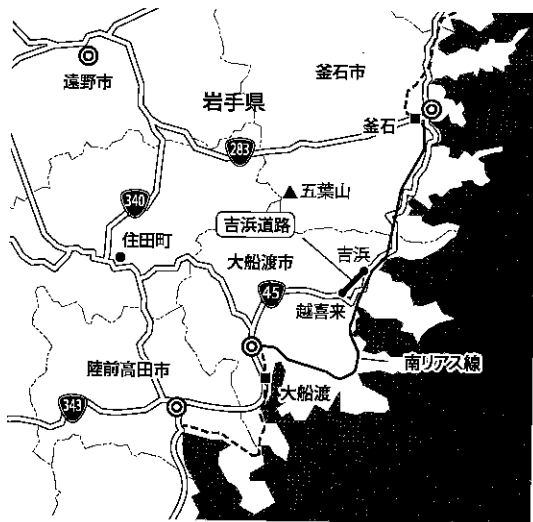 遠野市
釜石市
岩手県
釜石
283
五葉山
340
吉浜道路
住田町
吉浜
大船渡市
45
越喜来
南リアス線
陸前高田市
大船渡
343